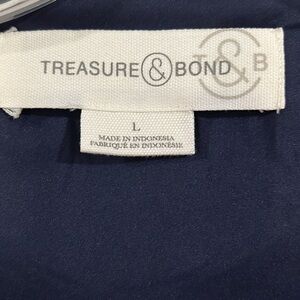 TREASURE & BOND
T & B
L
MADE IN INDONESIA
FABRIQUÉ EN INDONÉSIE